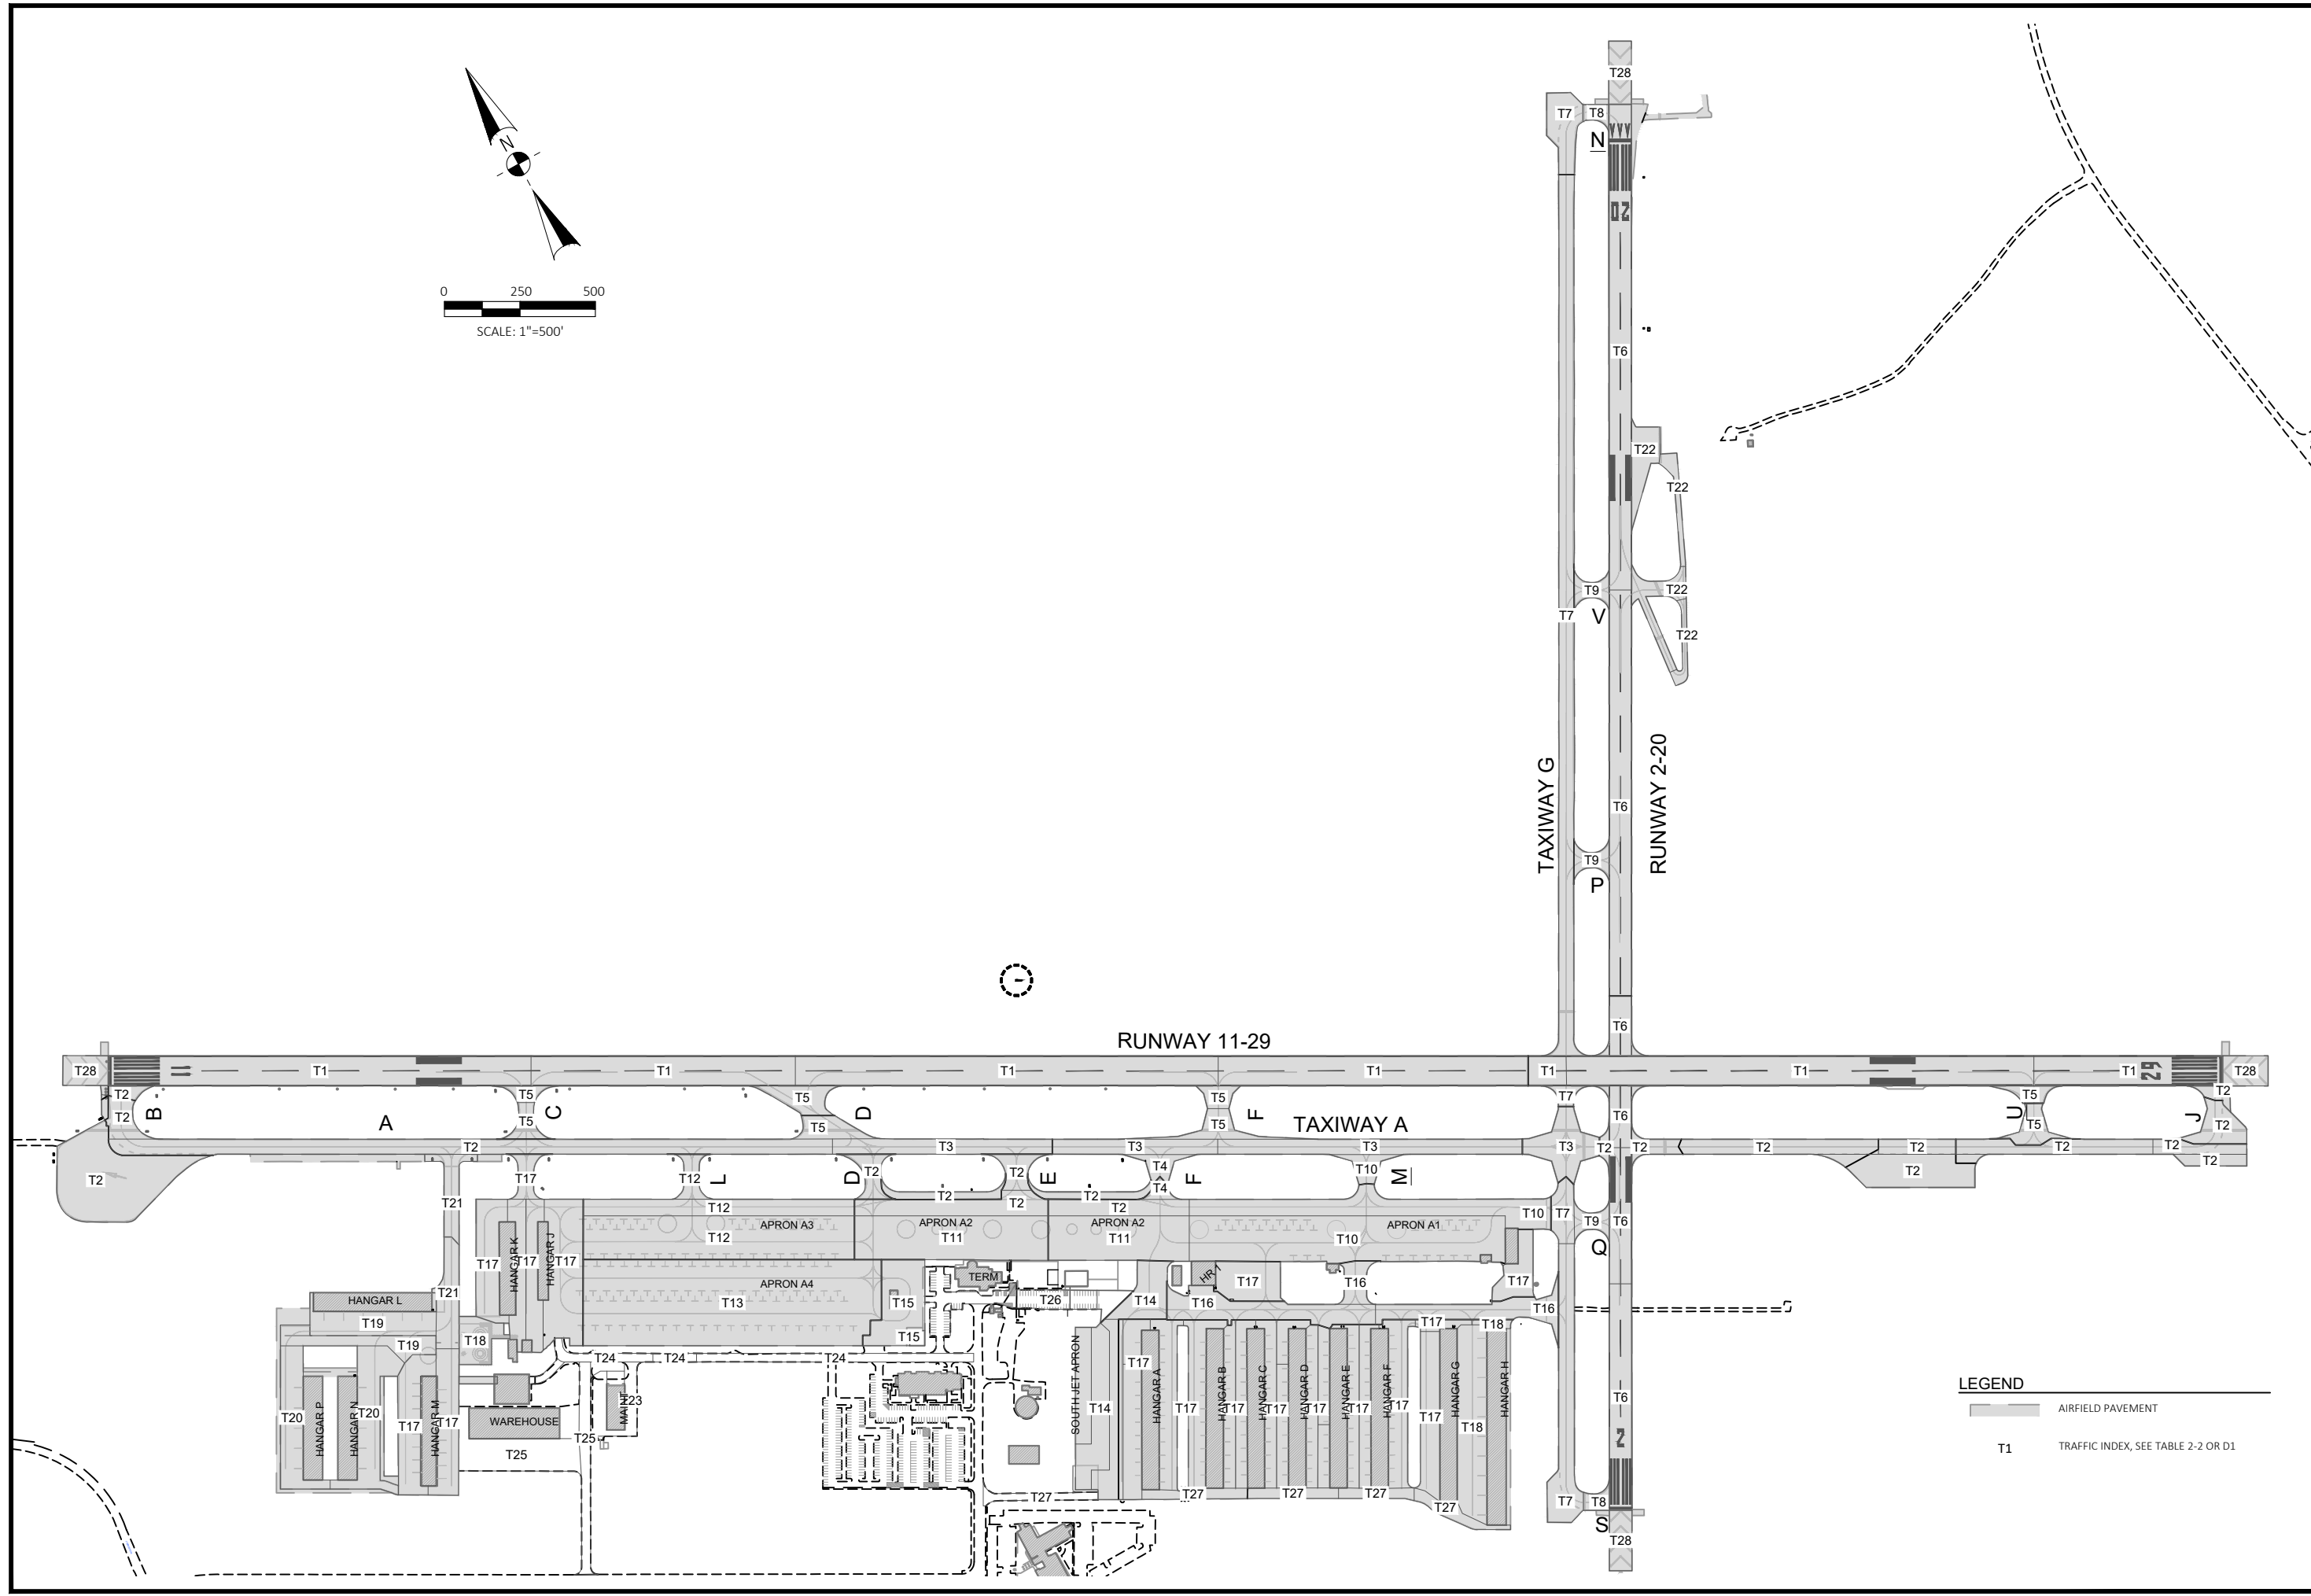 T28
T7
T8
N
N
20
0
250
500
SCALE: 1"=500'
T6
T22
T22
T9
T22
V
T7
T22
TAXIWAY G
RUNWAY 2-20
T6
T9
P
T6
RUNWAY 11-29
T28
11
T1
T1
T1
T1
T1
T1
T1
29
T28
T2
T5
T5
T5
T7
T5
T2
T2
B
A
T5
C
T5
D
T5
F
TAXIWAY A
T6
U
T5
J
T2
T2
T3
T3
T3
T3
T2
T2
T2
T2
T2
T2
T2
T2
T2
T17
T12
L
D
T2
T2
E
T4
T4
F
T10
M
T21
T2
T2
T2
T2
T12
APRON A3
T12
APRON A2
T11
APRON A2
T11
APRON A1
T10
T10
T7
T9
T6
Q
T17
HANGAR K
T17
HANGAR J
T17
APRON A4
T13
TERM
T15
T15
T26
T14
HR 1
T17
T16
T16
T17
T16
T21
HANGAR L
T19
T19
T18
T17
T18
T24
T24
T24
T20
HANGAR P
HANGAR N
T20
T17
HANGAR M
T17
WAREHOUSE
T25
T25
MAINT
T23
SOUTH JET APRON
T14
T17
HANGAR A
T17
HANGAR B
T17
HANGAR C
T17
HANGAR D
T17
HANGAR E
T17
HANGAR F
T17
T17
HANGAR G
T18
HANGAR H
T6
2
T27
T27
T27
T27
T27
T7
T8
S
T28
LEGEND
AIRFIELD PAVEMENT
T1
TRAFFIC INDEX, SEE TABLE 2-2 OR D1